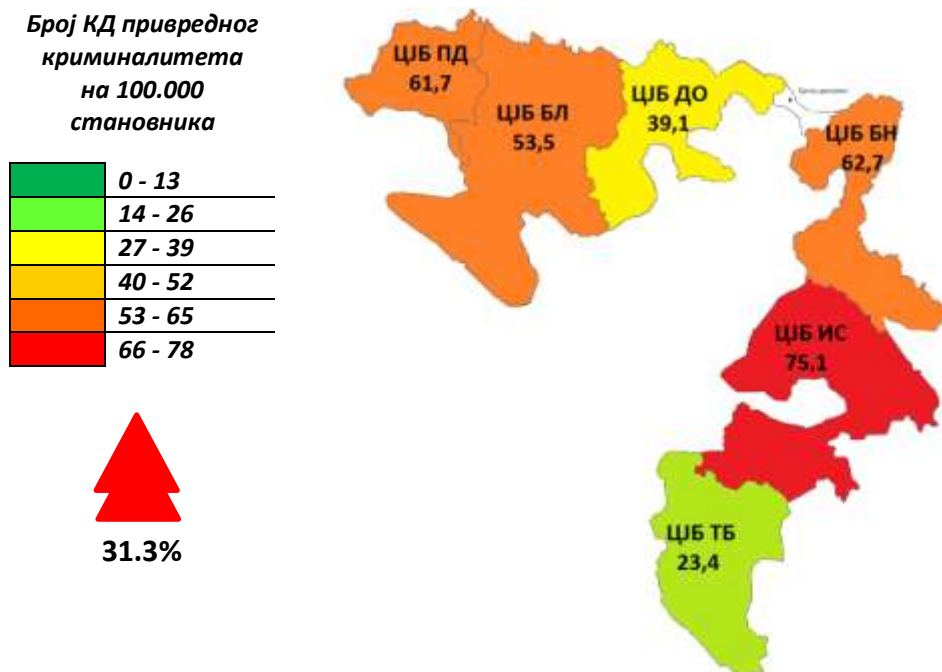 Број КД привредног
криминалитета
на 100.000
становника
0 - 13
14 - 26
27 - 39
40 - 52
53 - 65
66 - 78
31.3%
ЦЈБ ПД
61,7
ЦЈБ БЛ
53,5
ЦЈБ ДО
39,1
ЦЈБ БН
62,7
ЦЈБ ИС
75,1
ЦЈБ ТБ
23,4